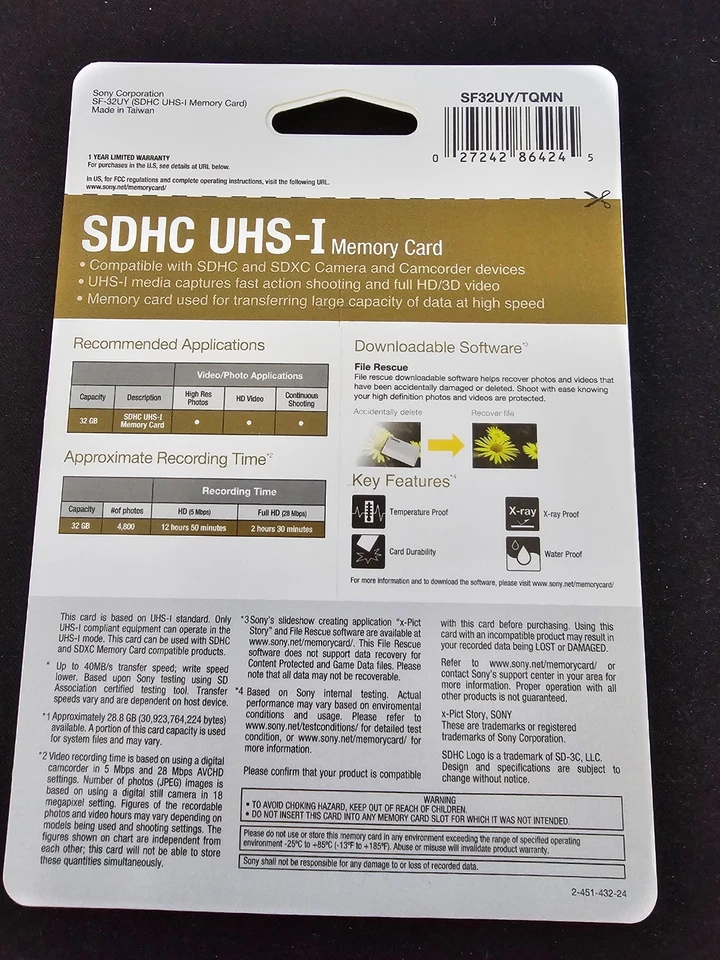 Sony Corporation
SF-32UY (SDHC UHS-I Memory Card)
Made in Taiwan
SF32UY/TQMN
0 27242 86424 5
1 YEAR LIMITED WARRANTY
For purchases in the U.S, see details at URL below.
In US, for FCC regulations and complete operating instructions, visit the following URL.
www.sony.net/memorycard/
SDHC UHS-I Memory Card
• Compatible with SDHC and SDXC Camera and Camcorder devices
• UHS-I media captures fast action shooting and full HD/3D video
• Memory card used for transferring large capacity of data at high speed
Recommended Applications
Video/Photo Applications
Capacity Description High Res Photos HD Video Continuous Shooting
32 GB SDHC UHS-I Memory Card • • •
Approximate Recording Time*2
Recording Time
Capacity #of photos HD (5 Mbps) Full HD (28 Mbps)
32 GB 4,800 12 hours 50 minutes 2 hours 30 minutes
Downloadable Software*3
File Rescue
File rescue downloadable software helps recover photos and videos that
have been accidentally damaged or deleted. Shoot with ease knowing
your high definition photos and videos are protected.
Accidentally delete Recover file
Key Features*4
Temperature Proof
X-ray X-ray Proof
Card Durability
Water Proof
For more information and to download the software, please visit www.sony.net/memorycard/
This card is based on UHS-I standard. Only
UHS-I compliant equipment can operate in the
UHS-I mode. This card can be used with SDHC
and SDXC Memory Card compatible products.
* Up to 40MB/s transfer speed; write speed
lower. Based upon Sony testing using SD
Association certified testing tool. Transfer
speeds vary and are dependent on host device.
*1 Approximately 28.8 GB (30,923,764,224 bytes)
available. A portion of this card capacity is used
for system files and may vary.
*2 Video recording time is based on using a digital
camcorder in 5 Mbps and 28 Mbps AVCHD
settings. Number of photos (JPEG) images is
based on using a digital still camera in 18
megapixel setting. Figures of the recordable
photos and video hours may vary depending on
models being used and shooting settings. The
figures shown on chart are independent from
each other; this card will not be able to store
these quantities simultaneously.
*3 Sony's slideshow creating application "x-Pict
Story" and File Rescue software are available at
www.sony.net/memorycard/. This File Rescue
software does not support data recovery for
Content Protected and Game Data files. Please
note that all data may not be recoverable.
*4 Based on Sony internal testing. Actual
performance may vary based on enviromental
conditions and usage. Please refer to
www.sony.net/testconditions/ for detailed test
condition, or www.sony.net/memorycard/ for
more information.
Please confirm that your product is compatible
with this card before purchasing. Using this
card with an incompatible product may result in
your recorded data being LOST or DAMAGED.
Refer to www.sony.net/memorycard/ or
contact Sony's support center in your area for
more information. Proper operation with all
other products is not guaranteed.
x-Pict Story, SONY
These are trademarks or registered
trademarks of Sony Corporation.
SDHC Logo is a trademark of SD-3C, LLC.
Design and specifications are subject to
change without notice.
WARNING
• TO AVOID CHOKING HAZARD, KEEP OUT OF REACH OF CHILDREN.
• DO NOT INSERT THIS CARD INTO ANY MEMORY CARD SLOT FOR WHICH IT WAS NOT INTENDED.
Please do not use or store this memory card in any environment exceeding the range of specified operating
environment -25ºC to +85ºC (-13ºF to +185ºF). Abuse or misuse will invalidate product warranty.
Sony shall not be responsible for any damage to or loss of recorded data.
2-451-432-24